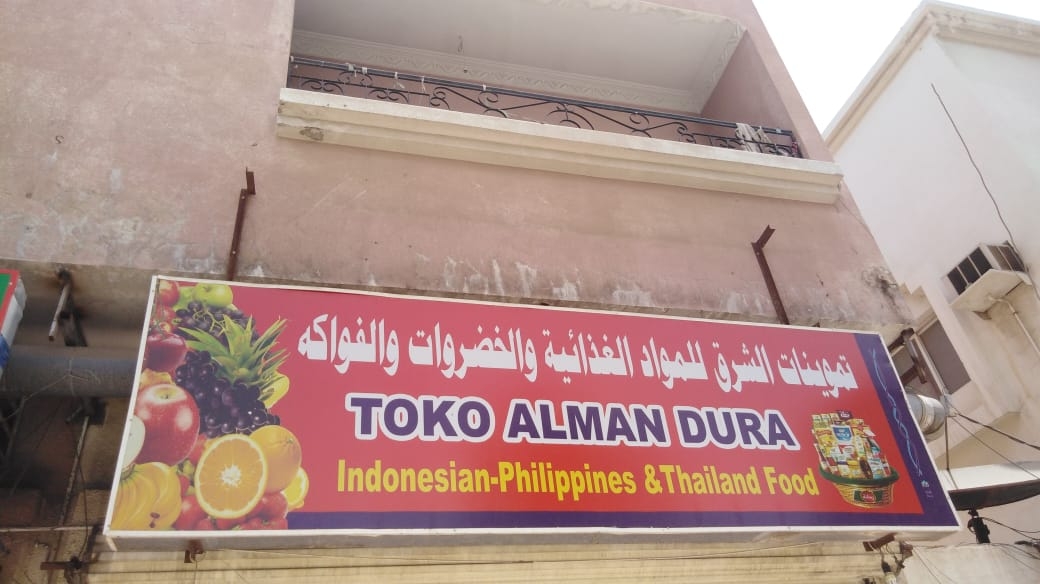 تموينات الشرق للمواد الغذائية والخضروات والفواكه
TOKO ALMAN DURA
Indonesian-Philippines &Thailand Food